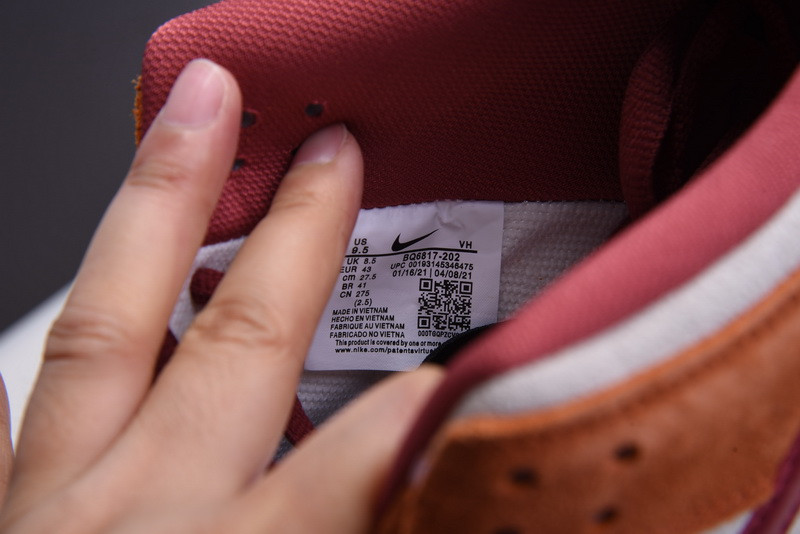 US VH
9.5
UK 8.5 BQ6817-202
EUR 43 UPC 00193145346475
cm 27.5 01/16/21 | 04/08/21
BR 41
CN 275
(2.5)
MADE IN VIETNAM
HECHO EN VIETNAM
FABRIQUE AU VIETNAM
FABRICADO NO VIETNA
This product is covered by one or more
www.nike.com/patents